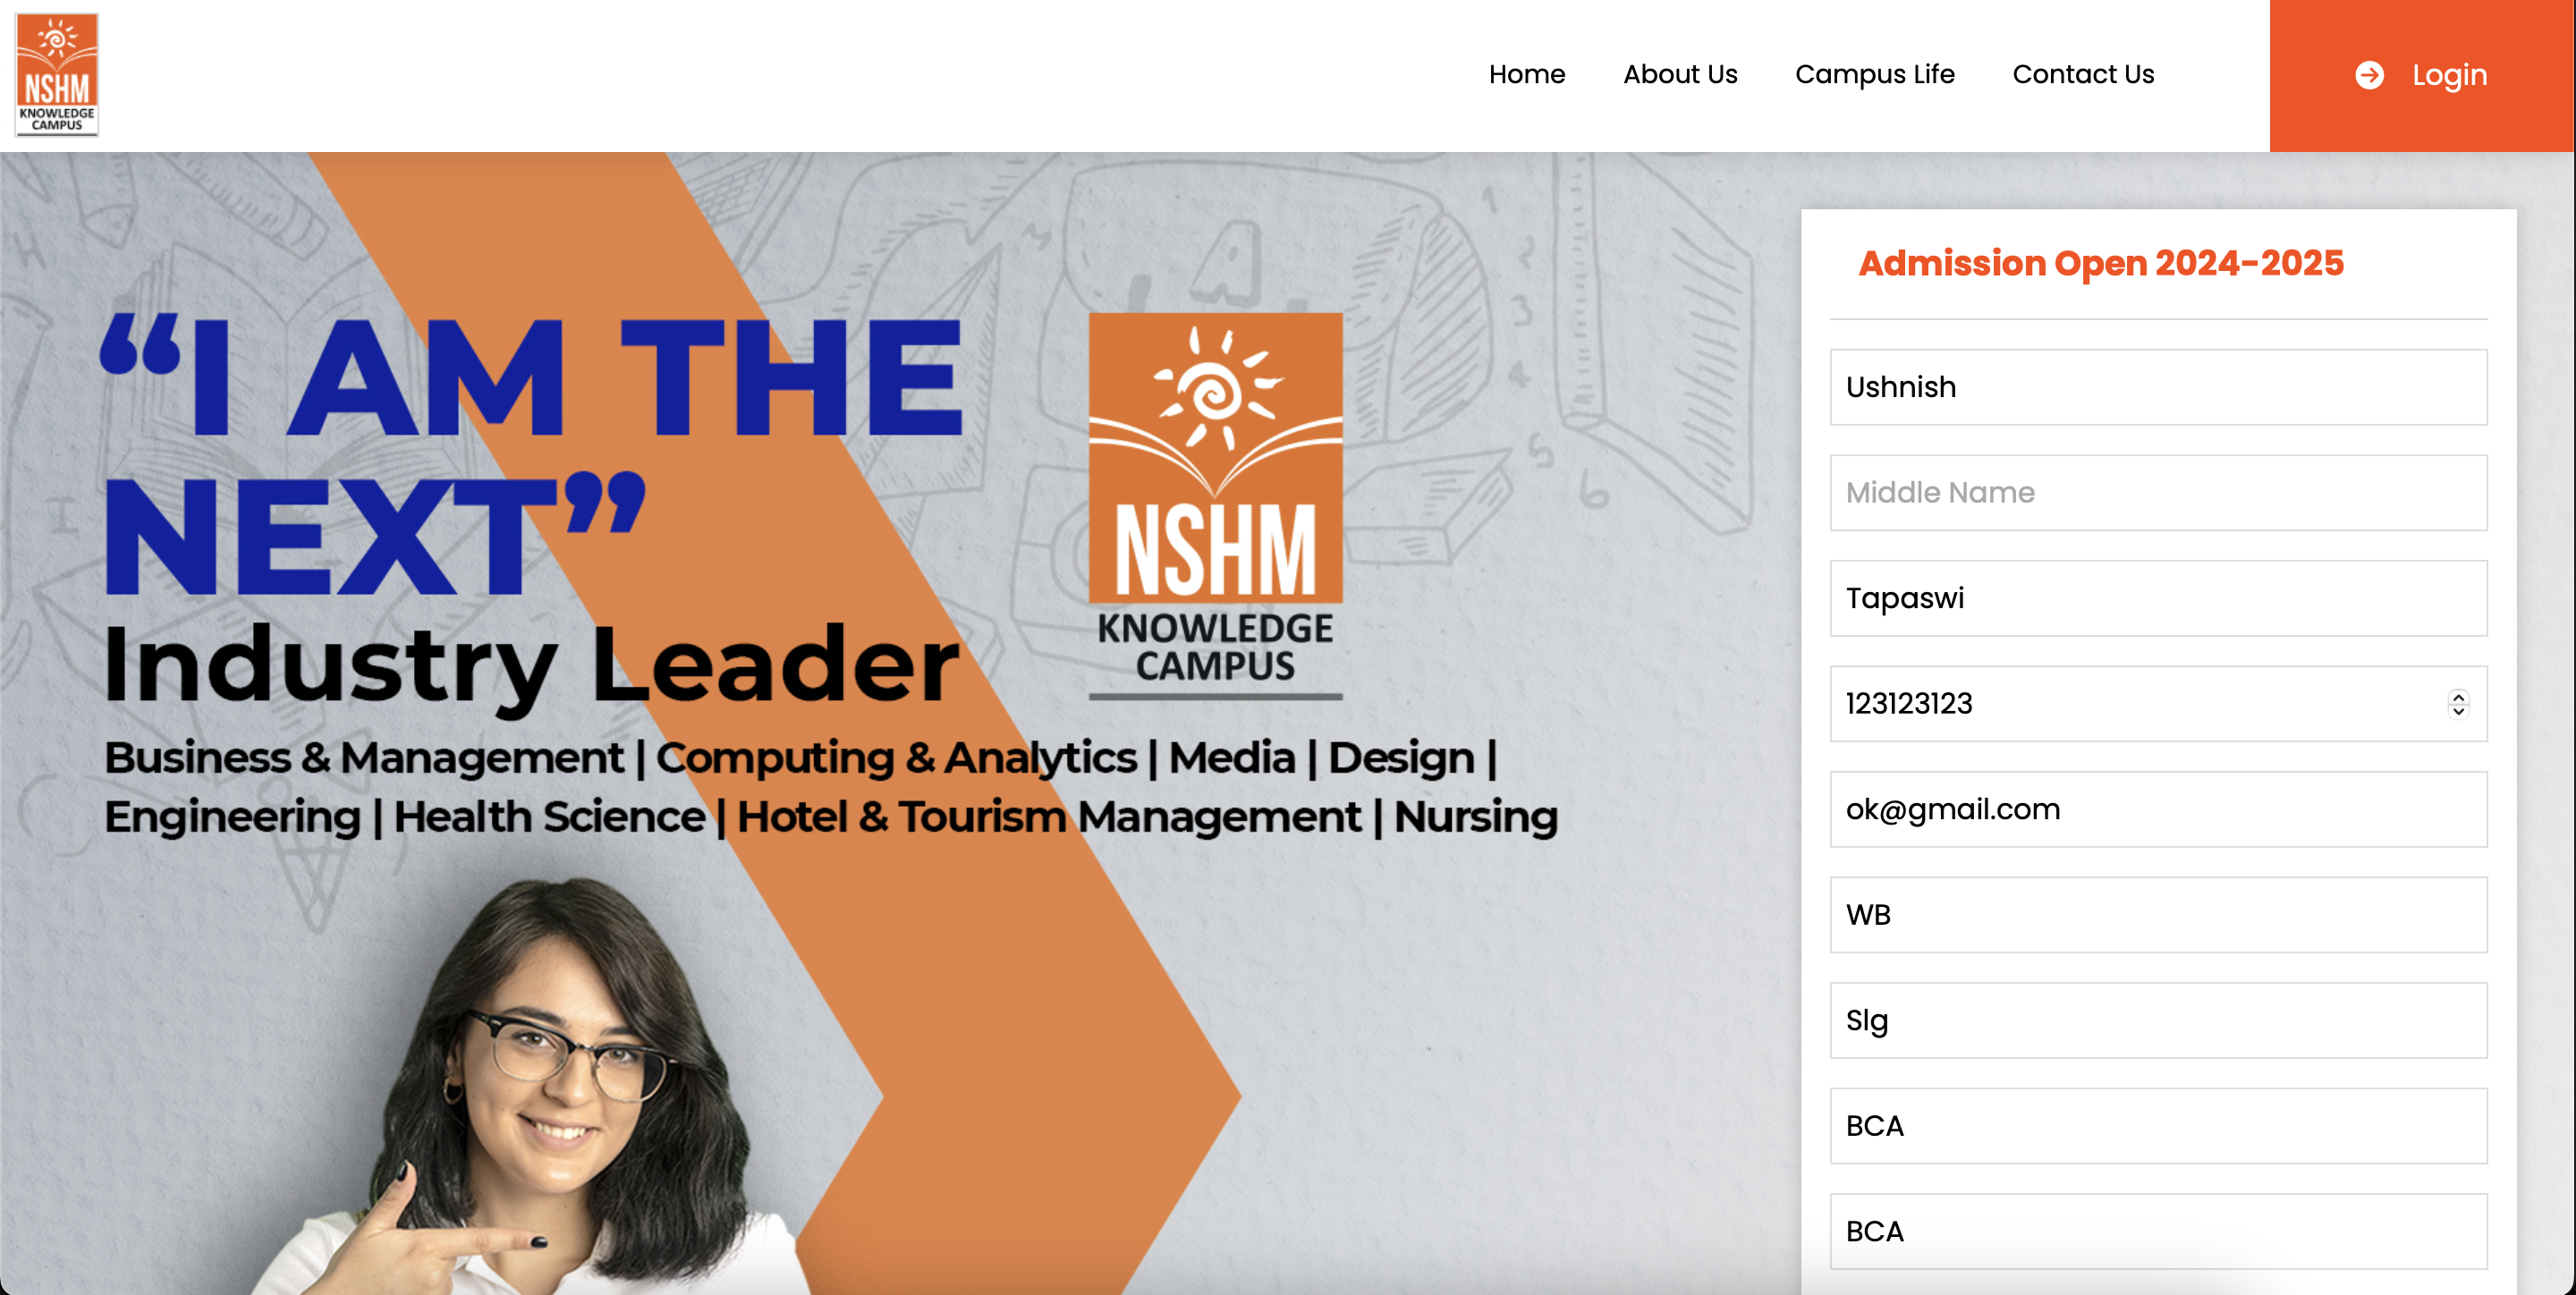 NSHM
KNOWLEDGE
CAMPUS
Home About Us Campus Life Contact Us Login
“I AM THE
NEXT”
Industry Leader
Business & Management | Computing & Analytics | Media | Design |
Engineering | Health Science | Hotel & Tourism Management | Nursing
NSHM
KNOWLEDGE
CAMPUS
Admission Open 2024-2025
Ushnish
Middle Name
Tapaswi
123123123
ok@gmail.com
WB
Slg
BCA
BCA